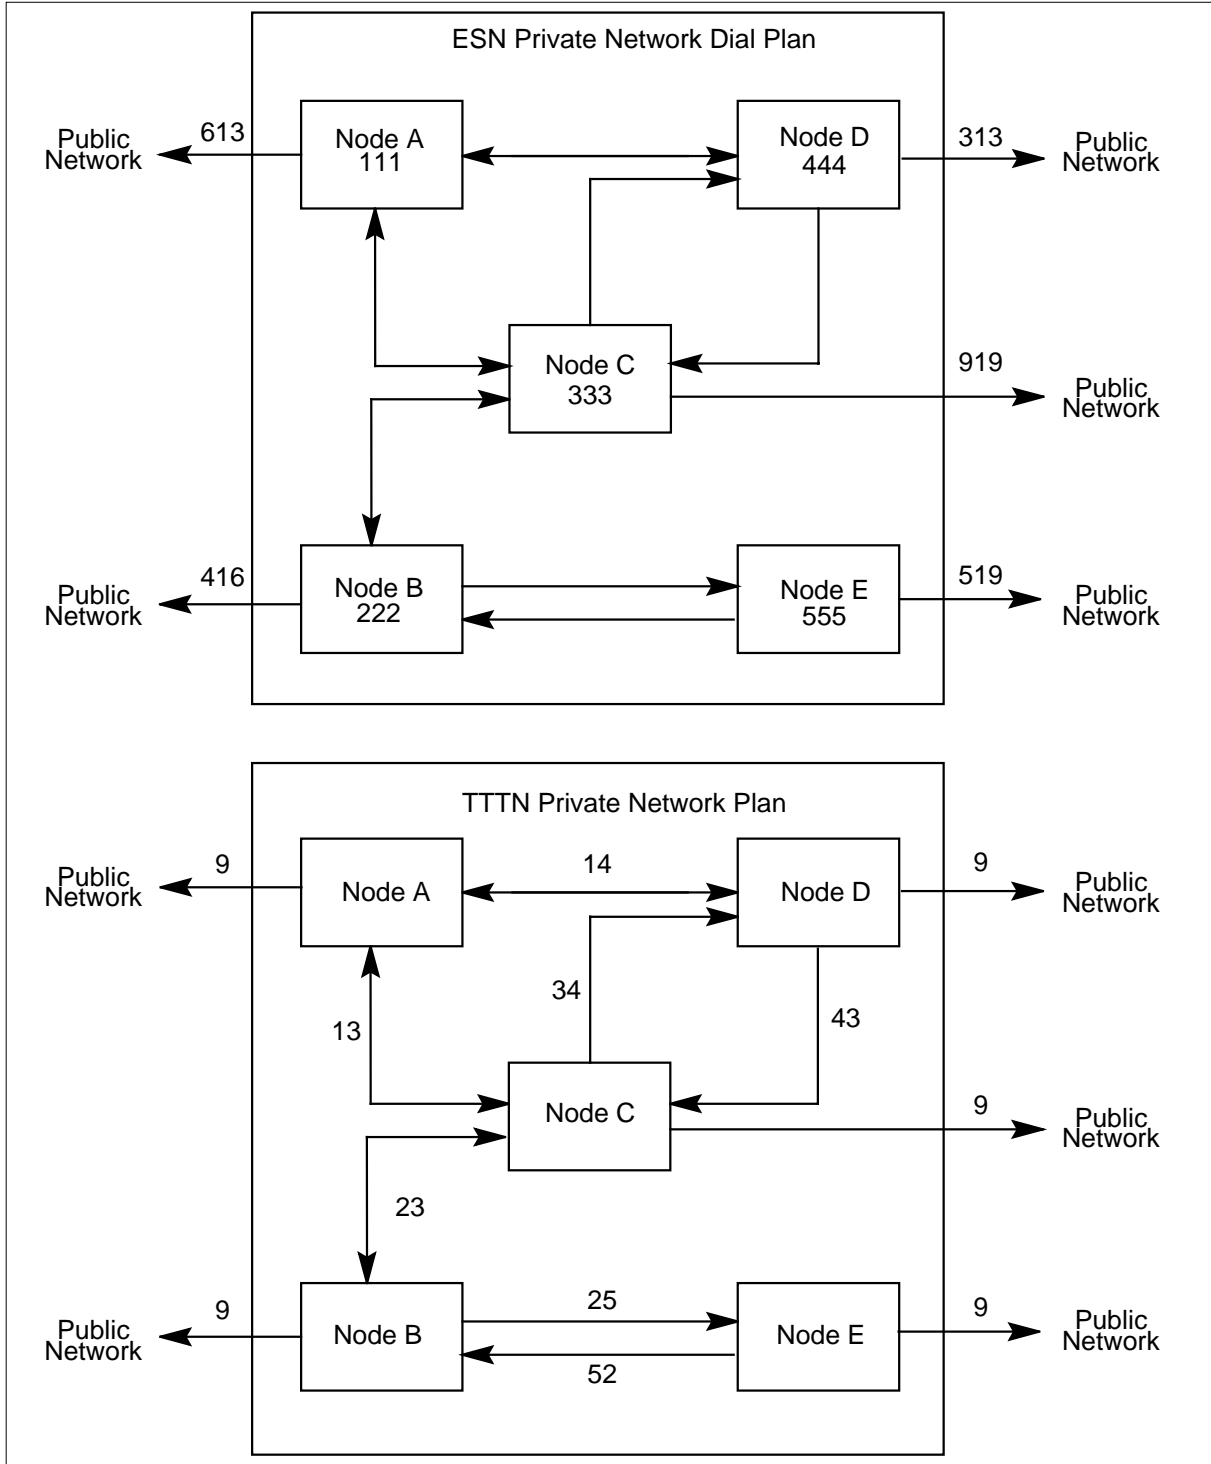 ESN Private Network Dial Plan
613
Public
Network
Node A
111
Node D
444
313
Public
Network
Node C
333
919
Public
Network
416
Public
Network
Node B
222
Node E
555
519
Public
Network
TTTN Private Network Plan
9
Public
Network
Node A
14
Node D
9
Public
Network
34
13
43
Node C
9
Public
Network
23
9
Public
Network
Node B
25
52
Node E
9
Public
Network